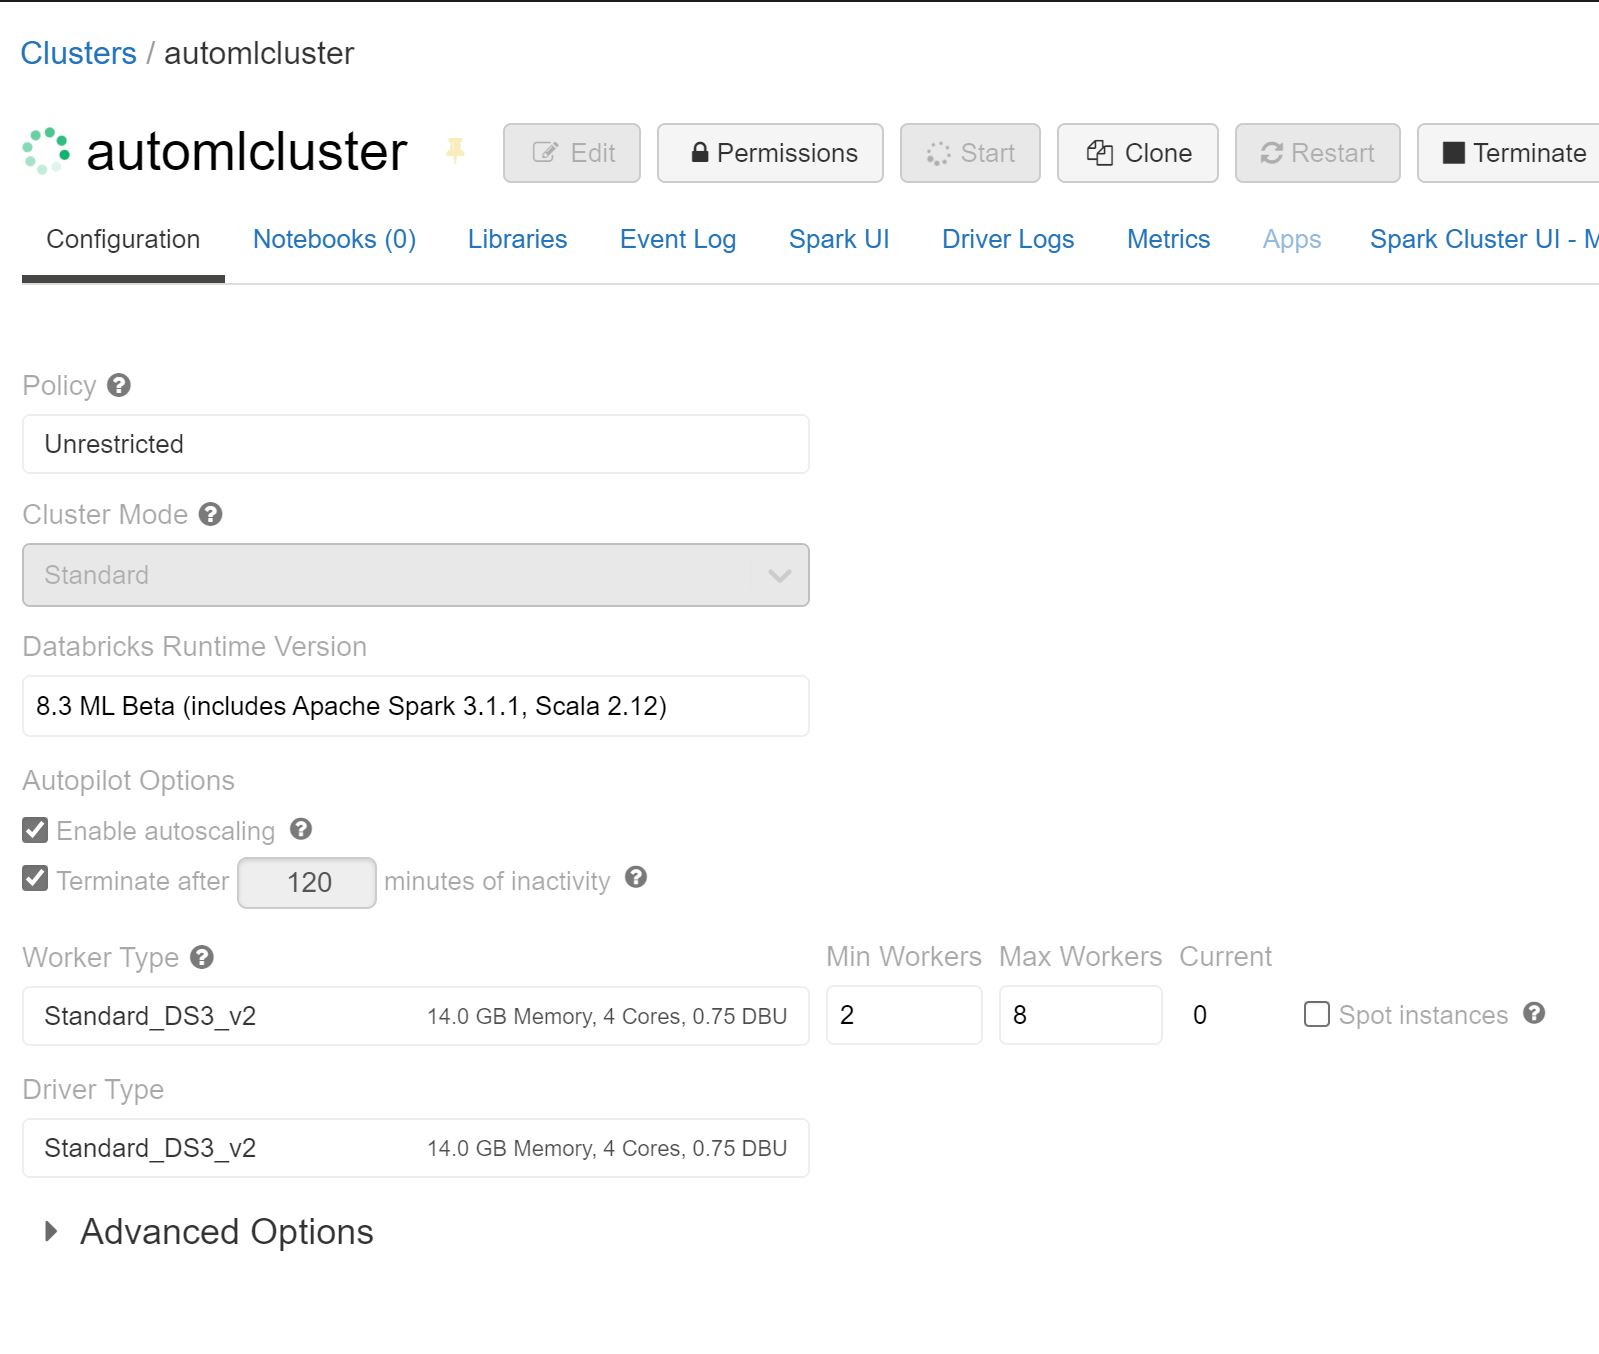 Clusters / automlcluster
automlcluster Edit Permissions Start Clone Restart Terminate
Configuration Notebooks (0) Libraries Event Log Spark UI Driver Logs Metrics Apps Spark Cluster UI - M
Policy ?
Unrestricted
Cluster Mode ?
Standard
Databricks Runtime Version
8.3 ML Beta (includes Apache Spark 3.1.1, Scala 2.12)
Autopilot Options
Enable autoscaling ?
Terminate after 120 minutes of inactivity ?
Worker Type ? Min Workers Max Workers Current
Standard_DS3_v2 14.0 GB Memory, 4 Cores, 0.75 DBU 2 8 0 Spot instances ?
Driver Type
Standard_DS3_v2 14.0 GB Memory, 4 Cores, 0.75 DBU
Advanced Options